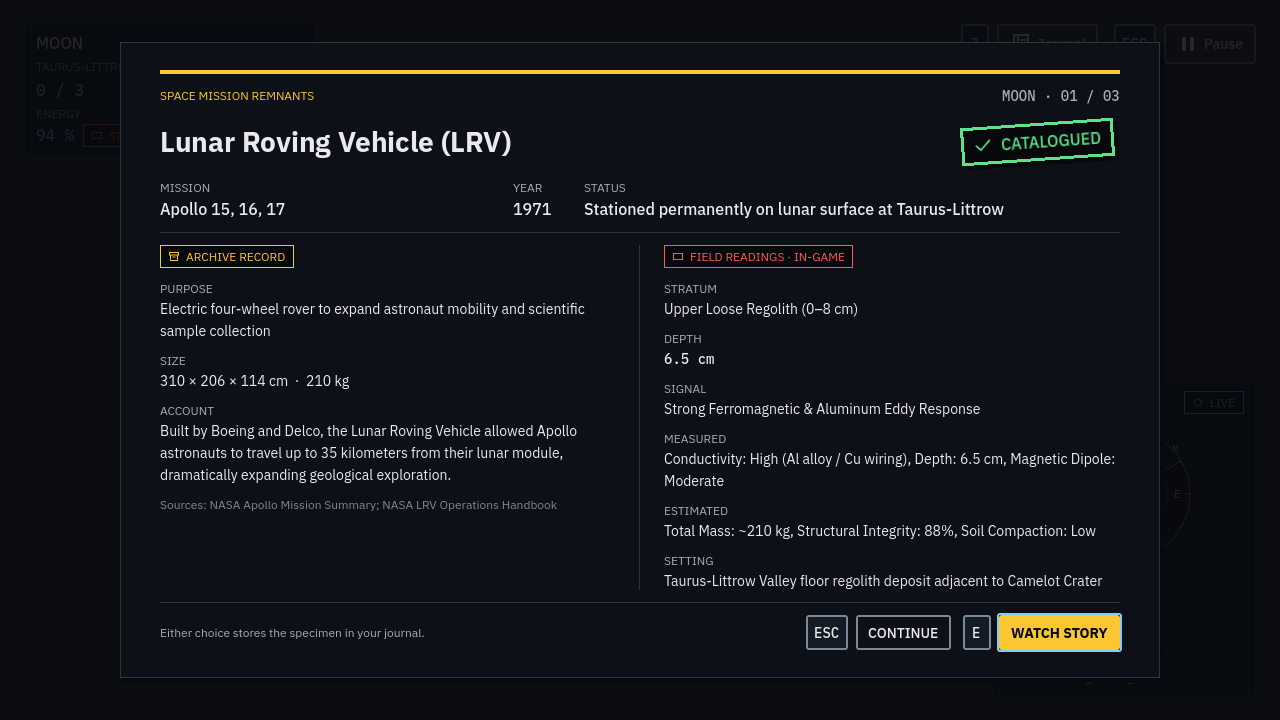 MOON
TAURUS-LITTR
0 / 3
ENERGY
94 %
J
Journal
ESC
Pause
SPACE MISSION REMNANTS
MOON · 01 / 03
Lunar Roving Vehicle (LRV)
CATALOGUED
MISSION
Apollo 15, 16, 17
YEAR
1971
STATUS
Stationed permanently on lunar surface at Taurus-Littrow
ARCHIVE RECORD
PURPOSE
Electric four-wheel rover to expand astronaut mobility and scientific
sample collection
SIZE
310 × 206 × 114 cm · 210 kg
ACCOUNT
Built by Boeing and Delco, the Lunar Roving Vehicle allowed Apollo
astronauts to travel up to 35 kilometers from their lunar module,
dramatically expanding geological exploration.
Sources: NASA Apollo Mission Summary; NASA LRV Operations Handbook
FIELD READINGS · IN-GAME
STRATUM
Upper Loose Regolith (0–8 cm)
DEPTH
6.5 cm
SIGNAL
Strong Ferromagnetic & Aluminum Eddy Response
MEASURED
Conductivity: High (Al alloy / Cu wiring), Depth: 6.5 cm, Magnetic Dipole:
Moderate
ESTIMATED
Total Mass: ~210 kg, Structural Integrity: 88%, Soil Compaction: Low
SETTING
Taurus-Littrow Valley floor regolith deposit adjacent to Camelot Crater
LIVE
E
Either choice stores the specimen in your journal.
ESC
CONTINUE
E
WATCH STORY